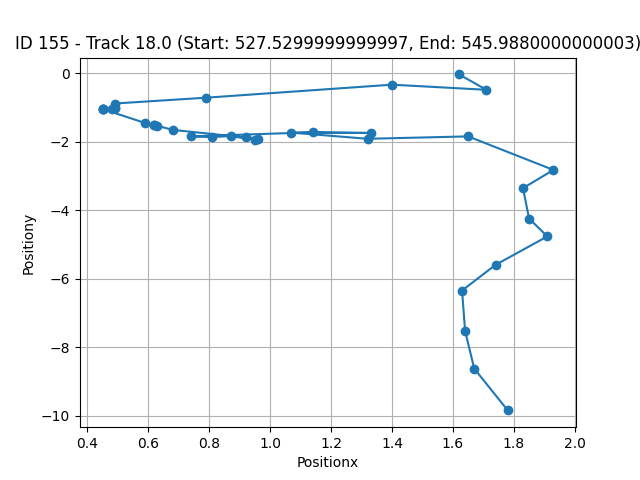 ID 155 - Track 18.0 (Start: 527.5299999999997, End: 545.9880000000003)
0
−2
−4
−6
−8
−10
Positiony
0.4 0.6 0.8 1.0 1.2 1.4 1.6 1.8 2.0
Positionx